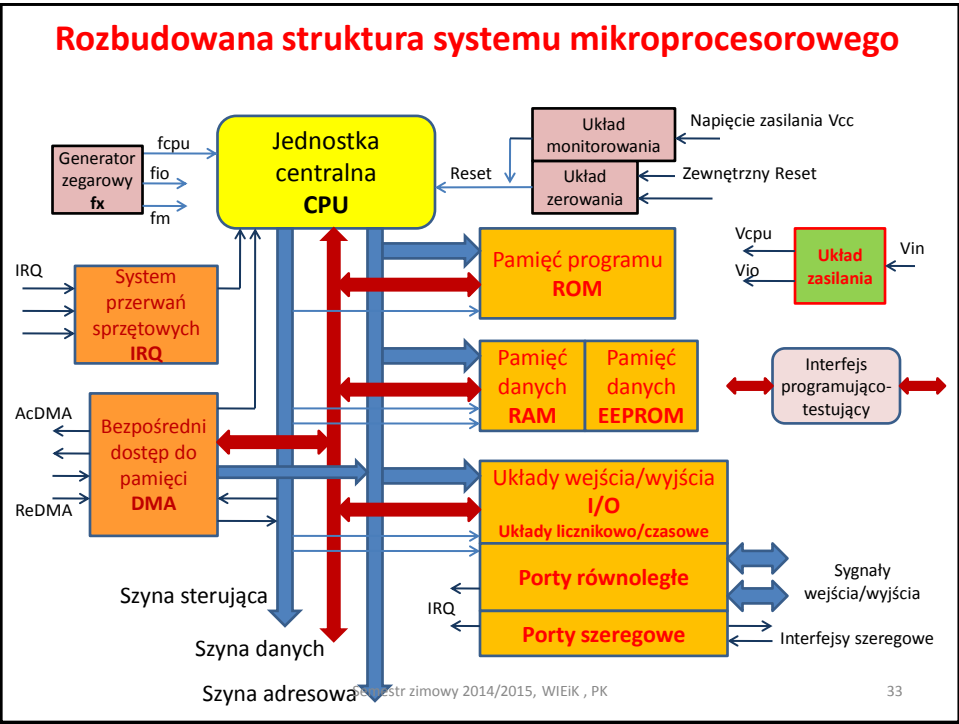 Rozbudowana struktura systemu mikroprocesorowego
Generator
zegarowy
fx
fcpu
fio
fm
Jednostka
centralna
CPU
Reset
Układ
monitorowania
Układ
zerowania
Napięcie zasilania Vcc
Zewnętrzny Reset
Vcpu
Vio
Układ
zasilania
Vin
IRQ
System
przerwań
sprzętowych
IRQ
Pamięć programu
ROM
Pamięć
danych
RAM
Pamięć
danych
EEPROM
Interfejs
programująco-
testujący
AcDMA
ReDMA
Bezpośredni
dostęp do
pamięci
DMA
Układy wejścia/wyjścia
I/O
Układy licznikowo/czasowe
Porty równoległe
Porty szeregowe
IRQ
Sygnały
wejścia/wyjścia
Interfejsy szeregowe
Szyna sterująca
Szyna danych
Szyna adresowa
Semestr zimowy 2014/2015, WIEiK , PK
33